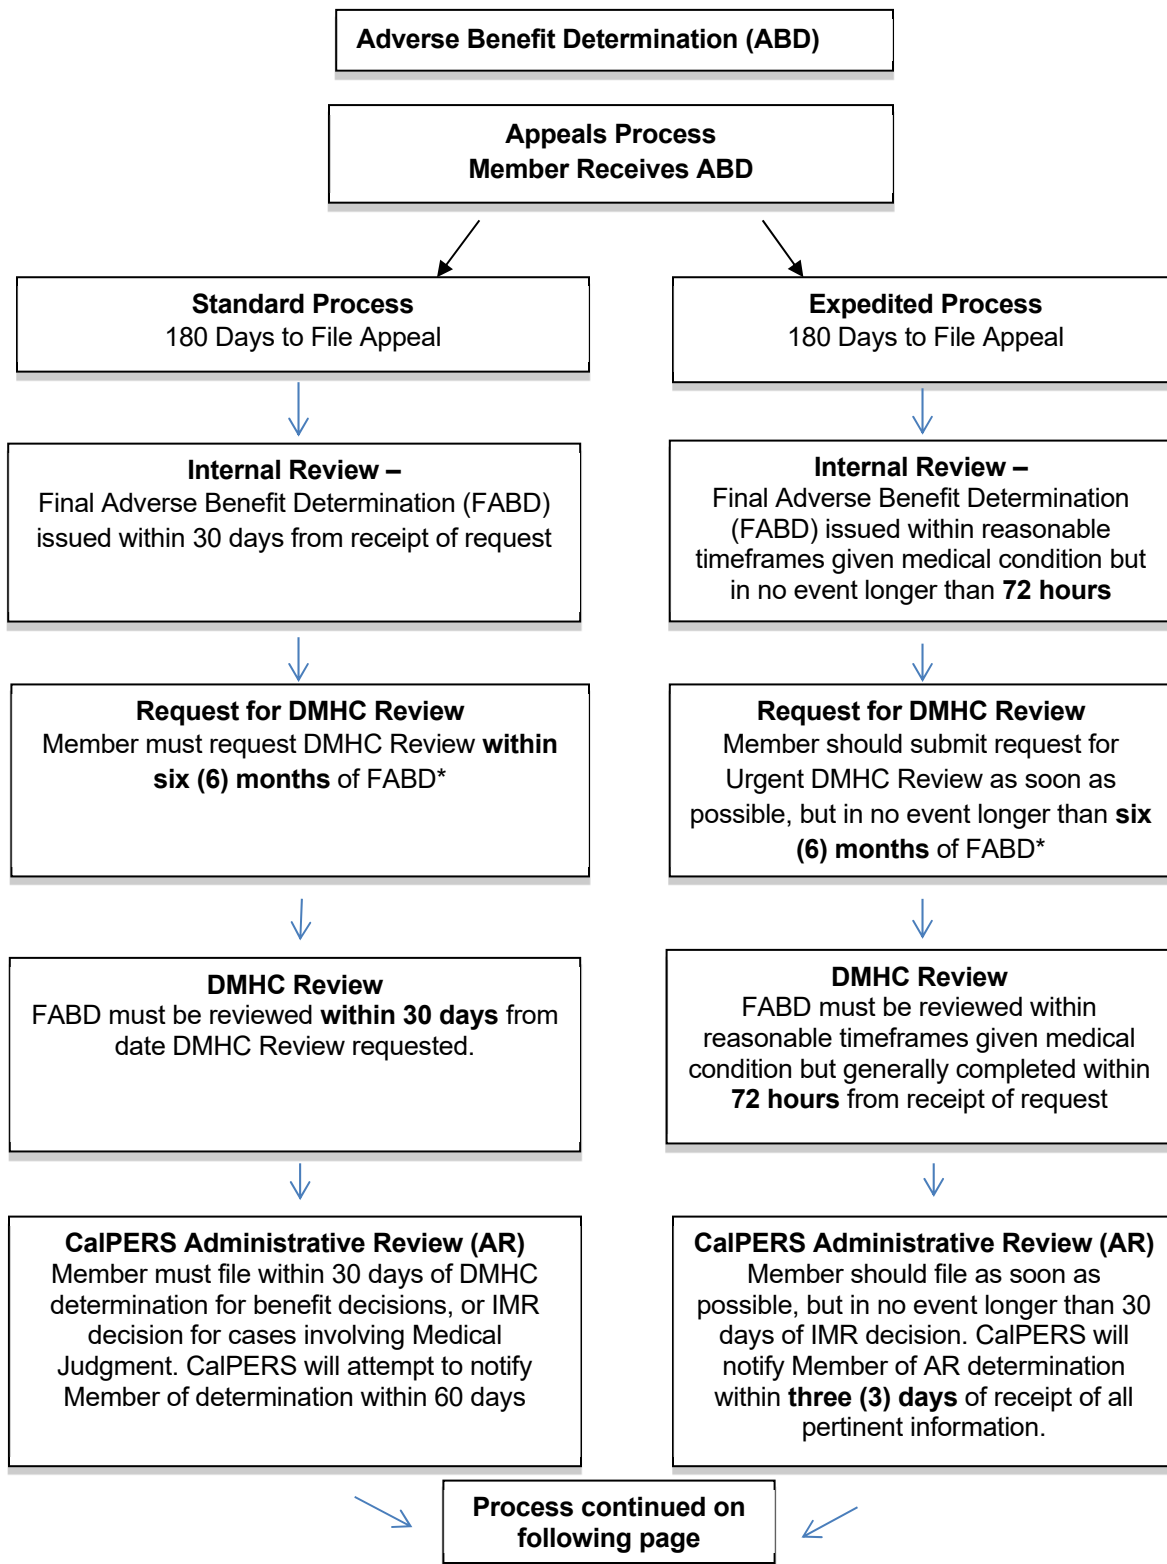 Adverse Benefit Determination (ABD)
Appeals Process
Member Receives ABD
Standard Process
180 Days to File Appeal
Expedited Process
180 Days to File Appeal
Internal Review –
Final Adverse Benefit Determination (FABD)
issued within 30 days from receipt of request
Internal Review –
Final Adverse Benefit Determination
(FABD) issued within reasonable
timeframes given medical condition but
in no event longer than 72 hours
Request for DMHC Review
Member must request DMHC Review within
six (6) months of FABD*
Request for DMHC Review
Member should submit request for
Urgent DMHC Review as soon as
possible, but in no event longer than six
(6) months of FABD*
DMHC Review
FABD must be reviewed within 30 days from
date DMHC Review requested.
DMHC Review
FABD must be reviewed within
reasonable timeframes given medical
condition but generally completed within
72 hours from receipt of request
CalPERS Administrative Review (AR)
Member must file within 30 days of DMHC
determination for benefit decisions, or IMR
decision for cases involving Medical
Judgment. CalPERS will attempt to notify
Member of determination within 60 days
CalPERS Administrative Review (AR)
Member should file as soon as
possible, but in no event longer than 30
days of IMR decision. CalPERS will
notify Member of AR determination
within three (3) days of receipt of all
pertinent information.
Process continued on
following page